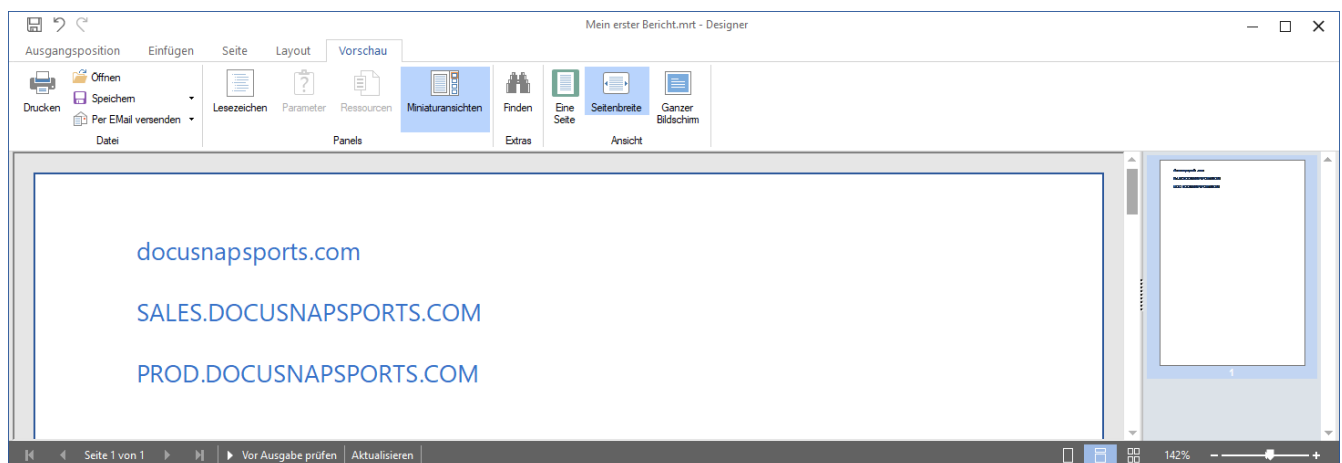 Mein erster Bericht.mrt - Designer
Ausgangsposition Einfügen Seite Layout Vorschau
Drucken
Öffnen
Speichern
Per EMail versenden
Datei
Lesezeichen Parameter Ressourcen Miniaturansichten
Panels
Finden
Extras
Eine Seite
Seitenbreite
Ganzer Bildschirm
Ansicht
docusnapsports.com
SALES.DOCUSNAPSPORTS.COM
PROD.DOCUSNAPSPORTS.COM
1
Seite 1 von 1 Vor Ausgabe prüfen Aktualisieren 142%